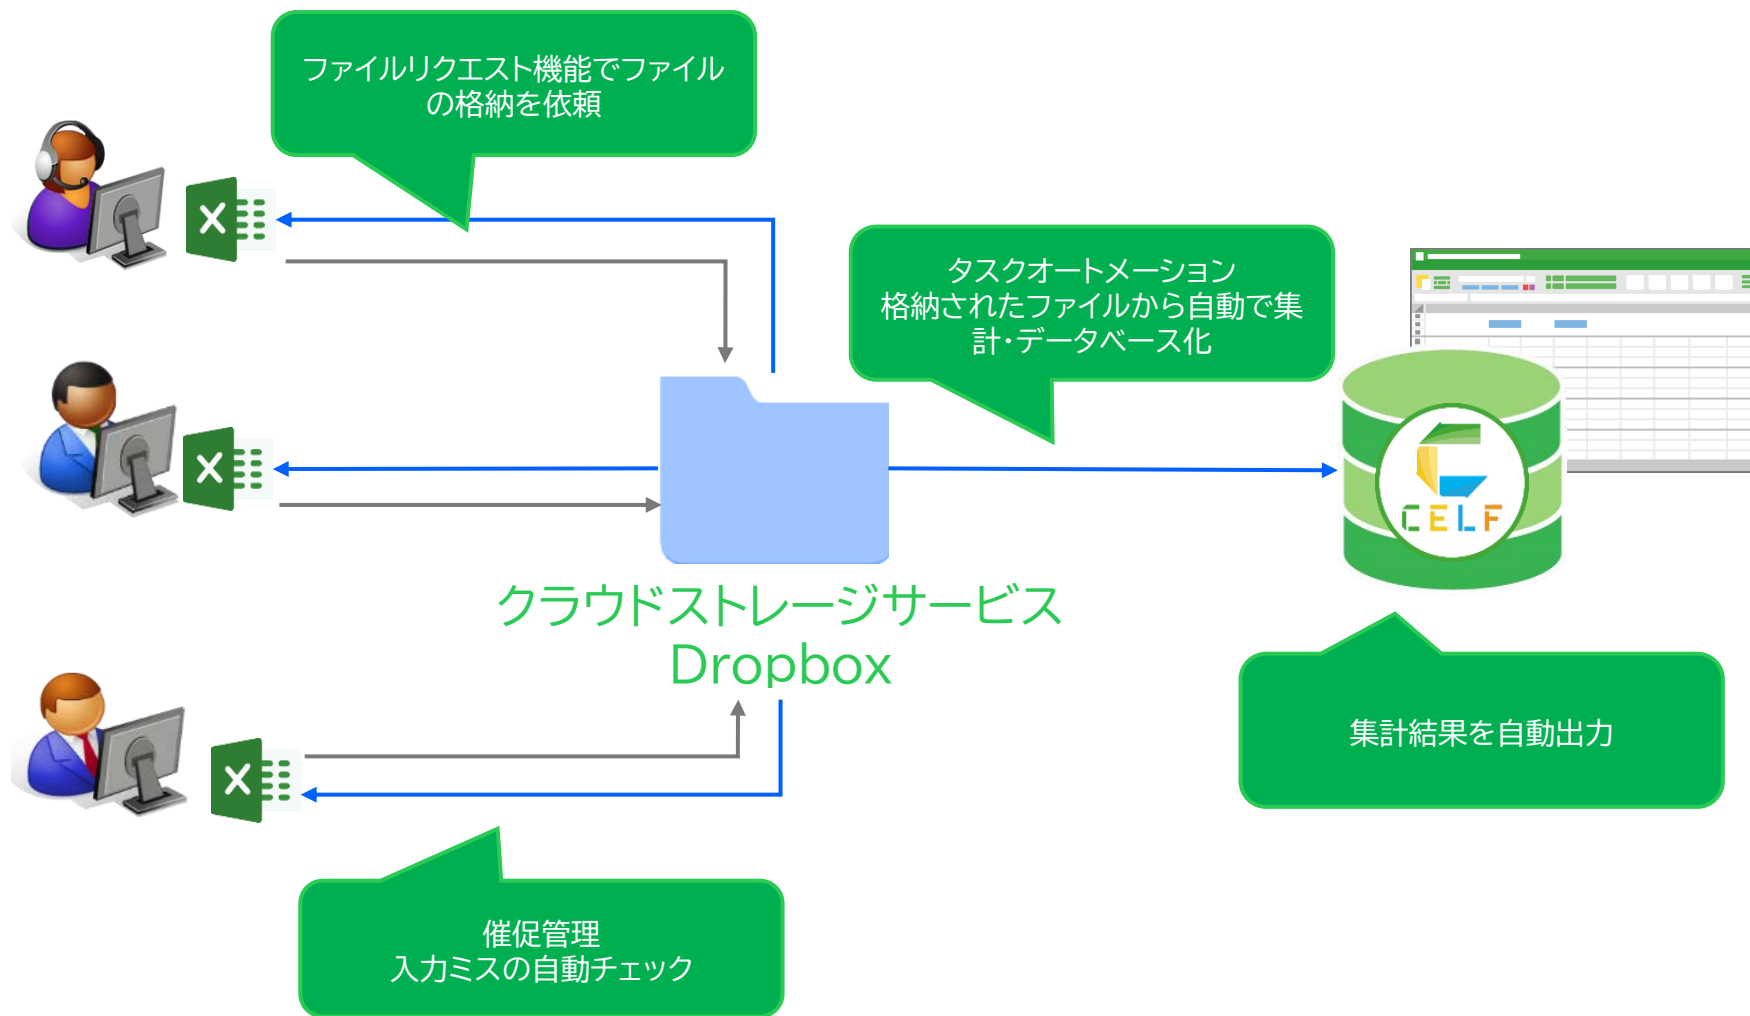 ファイルリクエスト機能でファイル
の格納を依頼
タスクオートメーション
格納されたファイルから自動で集
計・データベース化
X
X
CELF
クラウドストレージサービス
Dropbox
集計結果を自動出力
X
催促管理
入力ミスの自動チェック